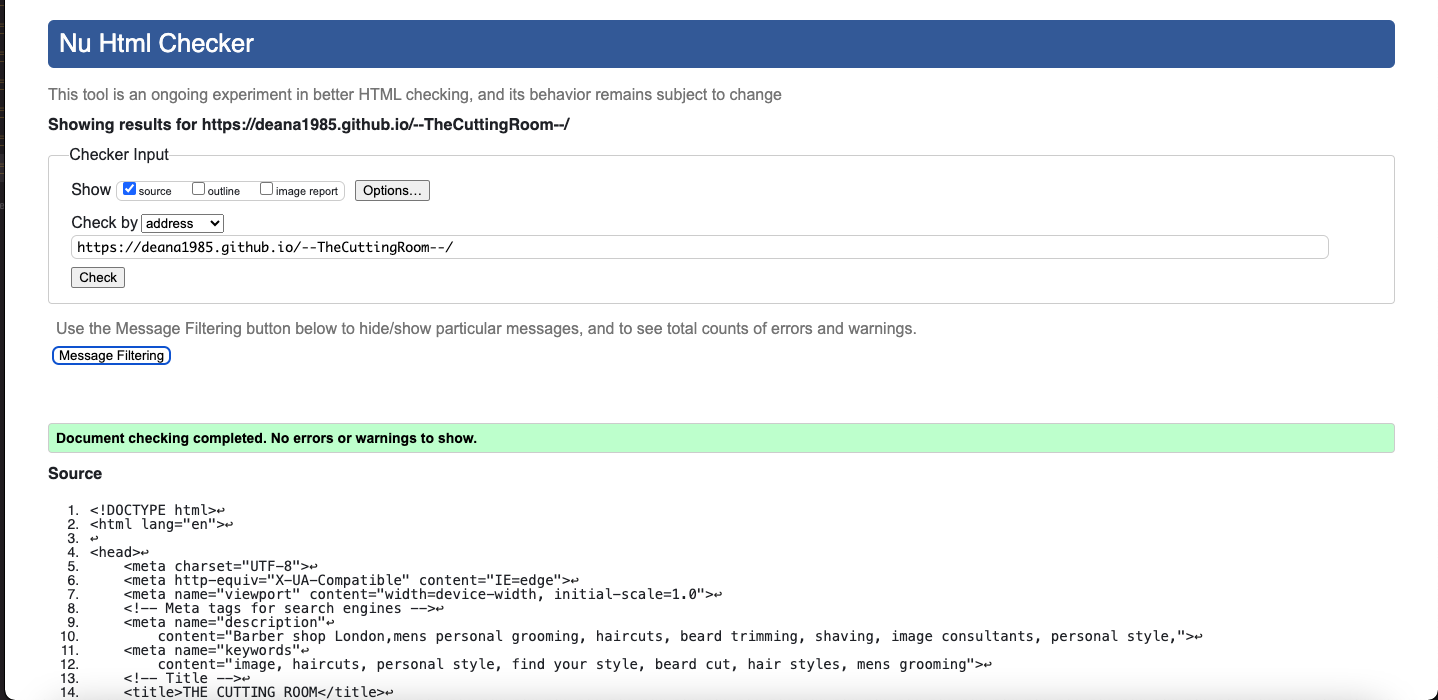 Nu Html Checker
This tool is an ongoing experiment in better HTML checking, and its behavior remains subject to change
Showing results for https://deana1985.github.io/--TheCuttingRoom--/
Checker Input
Show source outline image report Options...
Check by address
https://deana1985.github.io/--TheCuttingRoom--/
Check
Use the Message Filtering button below to hide/show particular messages, and to see total counts of errors and warnings.
Message Filtering
Document checking completed. No errors or warnings to show.
Source
1. <!DOCTYPE html>↩
2. <html lang="en">↩
3. ↩
4. <head>↩
5. <meta charset="UTF-8">↩
6. <meta http-equiv="X-UA-Compatible" content="IE=edge">↩
7. <meta name="viewport" content="width=device-width, initial-scale=1.0">↩
8. <!-- Meta tags for search engines -->↩
9. <meta name="description"↩
10. content="Barber shop London,mens personal grooming, haircuts, beard trimming, shaving, image consultants, personal style,">↩
11. <meta name="keywords"↩
12. content="image, haircuts, personal style, find your style, beard cut, hair styles, mens grooming">↩
13. <!-- Title -->↩
14. <title>THE CUTTING ROOM</title>↩